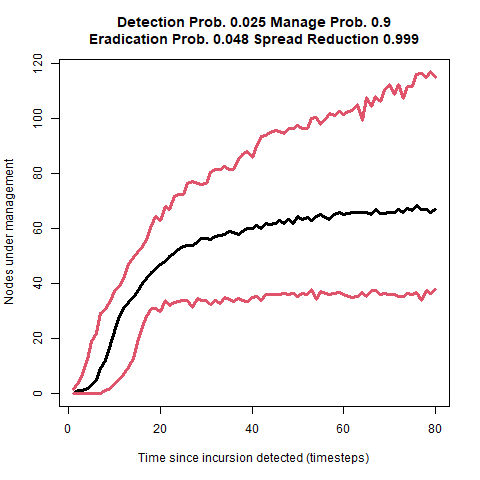 Detection Prob. 0.025 Manage Prob. 0.9
Eradication Prob. 0.048 Spread Reduction 0.999
Nodes under management
120
100
80
60
40
20
0
0 20 40 60 80
Time since incursion detected (timesteps)